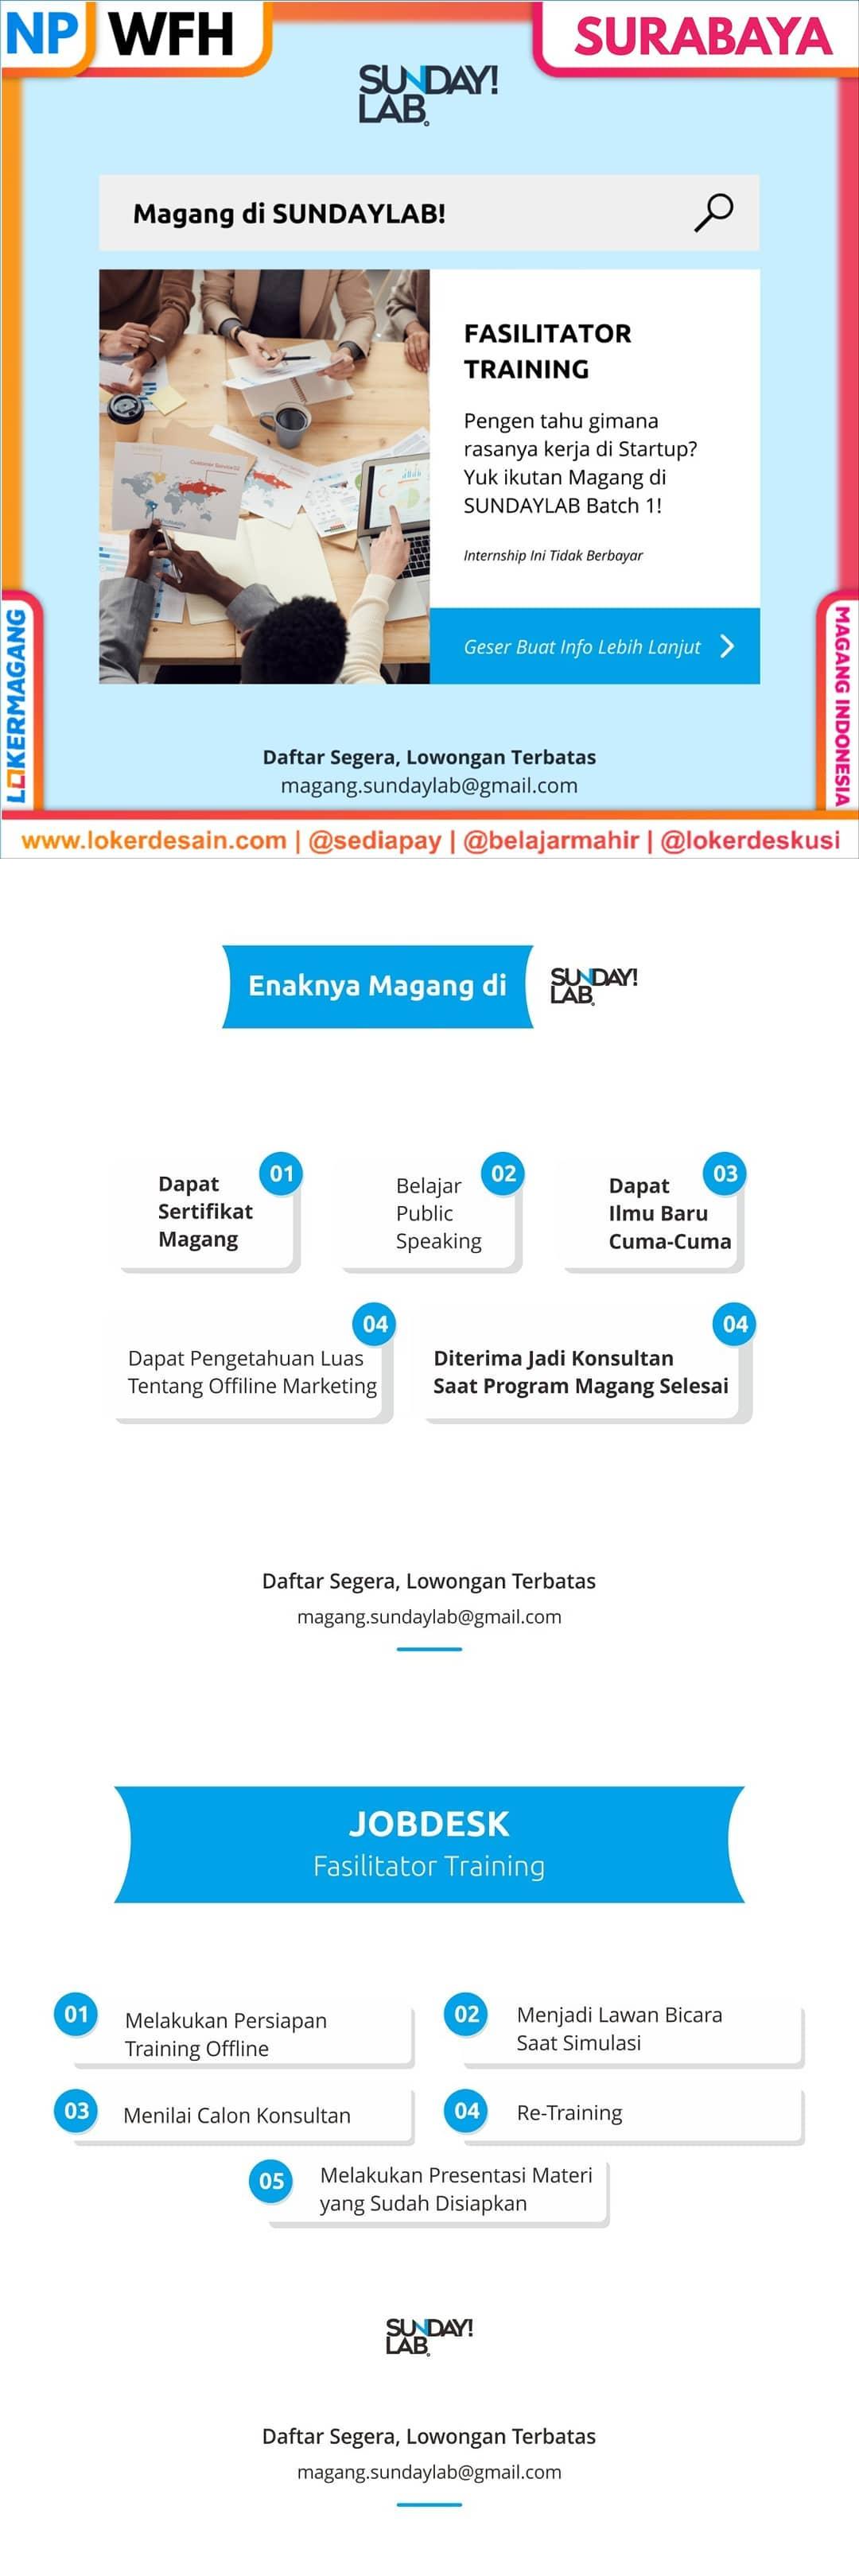 NP WFH SURABAYA
SUNDAY!
LAB
Magang di SUNDAYLAB!
FASILITATOR
TRAINING
Pengen tahu gimana
rasanya kerja di Startup?
Yuk ikutan Magang di
SUNDAYLAB Batch 1!
Internship Ini Tidak Berbayar
Geser Buat Info Lebih Lanjut
Customer Service
LOKERMAGANG
MAGANG INDONESIA
Daftar Segera, Lowongan Terbatas
magang.sundaylab@gmail.com
www.lokerdesain.com | @sediapay | @belajarmahir | @lokerdeskusi
Enaknya Magang di
SUNDAY!
LAB
01
Dapat
Sertifikat
Magang
02
Belajar
Public
Speaking
03
Dapat
Ilmu Baru
Cuma-Cuma
04
Dapat Pengetahuan Luas
Tentang Offiline Marketing
04
Diterima Jadi Konsultan
Saat Program Magang Selesai
Daftar Segera, Lowongan Terbatas
magang.sundaylab@gmail.com
JOBDESK
Fasilitator Training
01
Melakukan Persiapan
Training Offline
02
Menjadi Lawan Bicara
Saat Simulasi
03
Menilai Calon Konsultan
04
Re-Training
05
Melakukan Presentasi Materi
yang Sudah Disiapkan
SUNDAY!
LAB
Daftar Segera, Lowongan Terbatas
magang.sundaylab@gmail.com